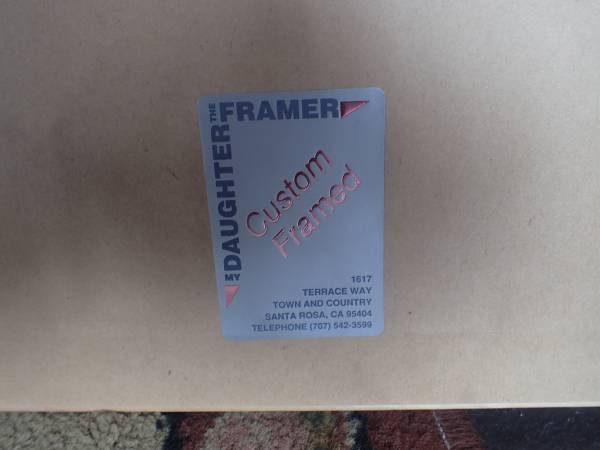 MY DAUGHTER THE FRAMER
Custom
Framed
1617
TERRACE WAY
TOWN AND COUNTRY
SANTA ROSA, CA 95404
TELEPHONE (707) 542-3599